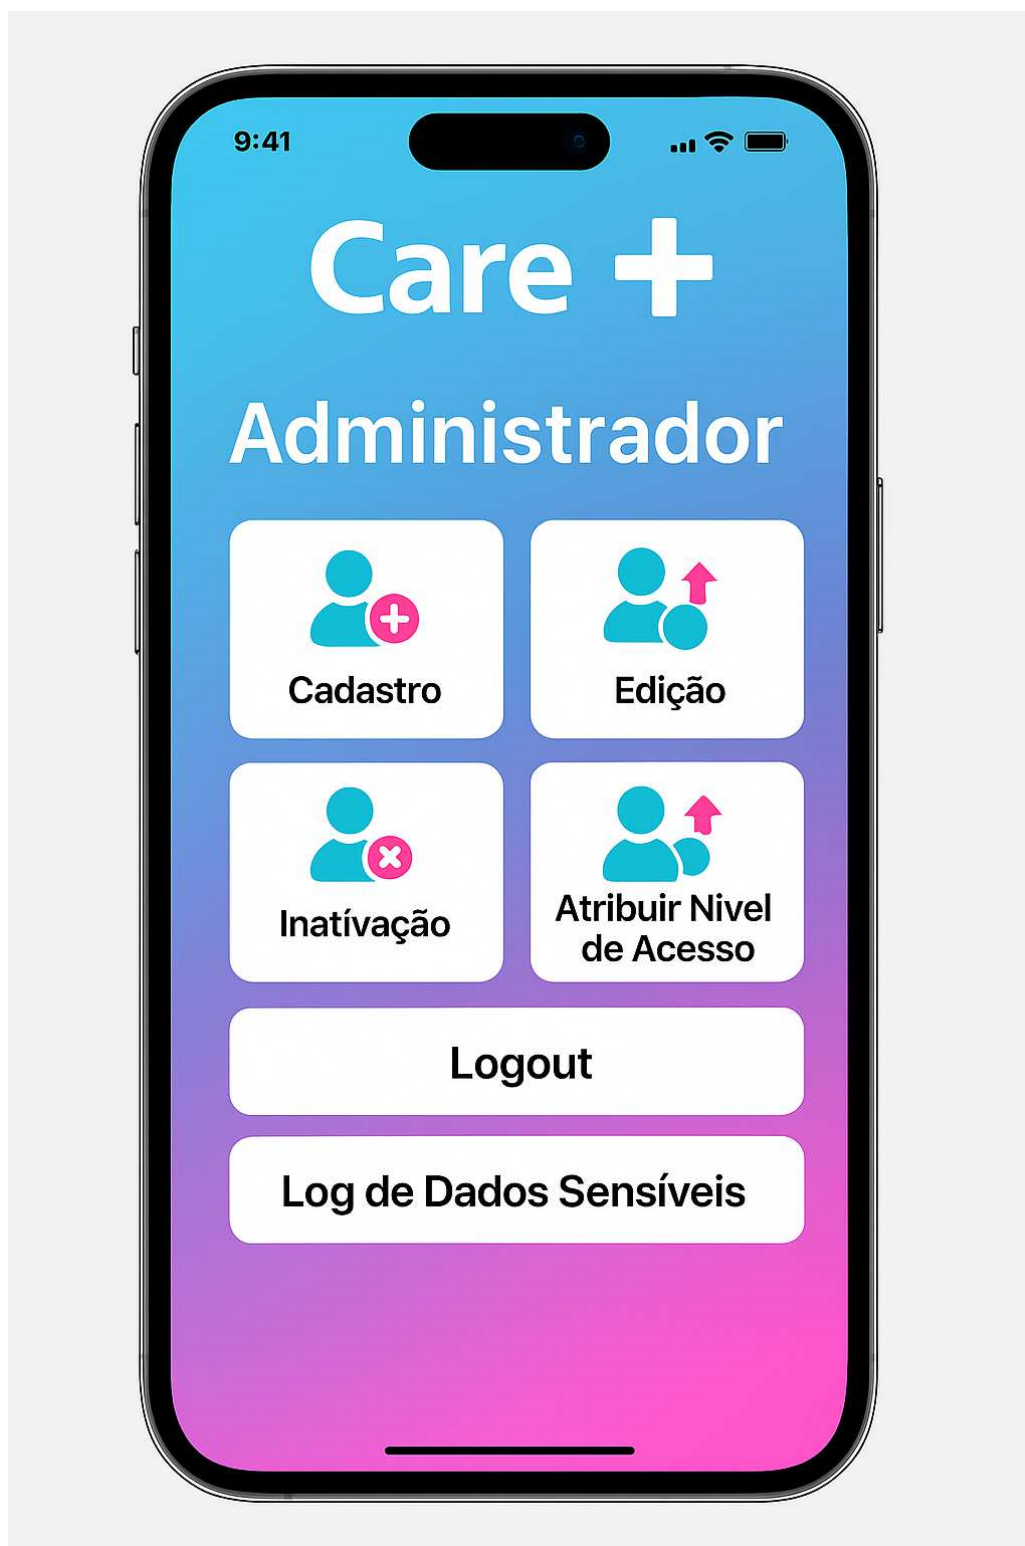 9:41
Care +
Administrador
Cadastro
Edição
Inatívação
Atribuir Nivel
de Acesso
Logout
Log de Dados Sensíveis